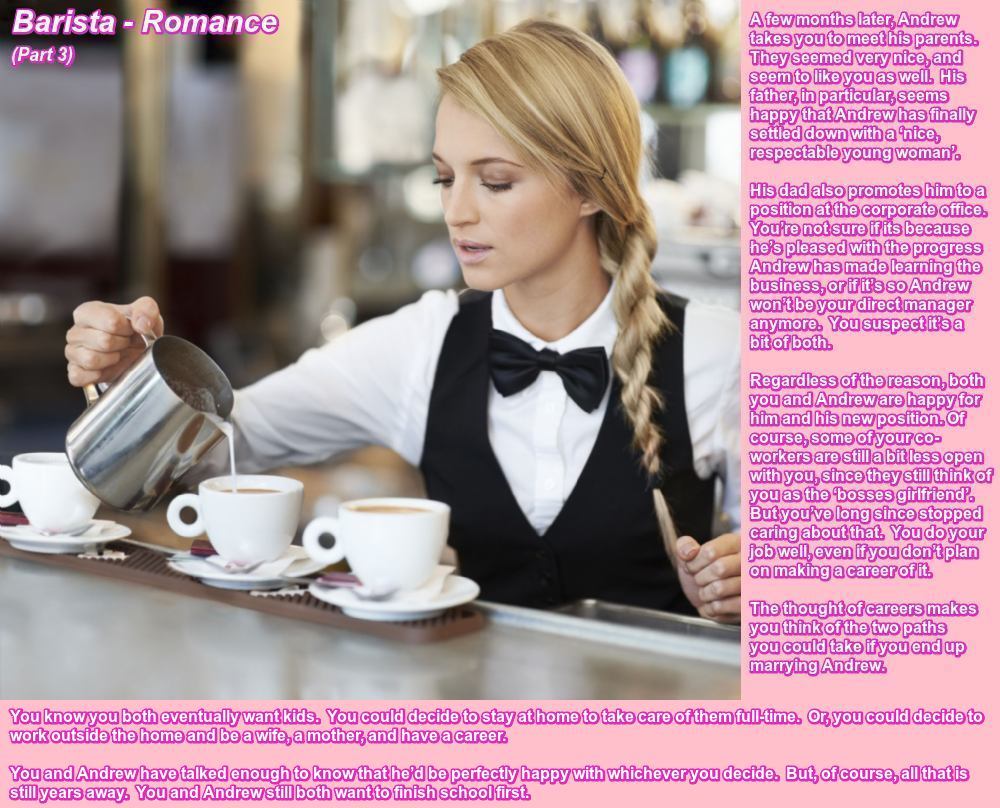 Barista - Romance
(Part 3)
A few months later, Andrew
takes you to meet his parents.
They seemed very nice, and
seem to like you as well.  His
father, in particular, seems
happy that Andrew has finally
settled down with a ‘nice,
respectable young woman’.
His dad also promotes him to a
position at the corporate office.
You’re not sure if its because
he’s pleased with the progress
Andrew has made learning the
business, or if it’s so Andrew
won’t be your direct manager
anymore.  You suspect it’s a
bit of both.
Regardless of the reason, both
you and Andrew are happy for
him and his new position. Of
course, some of your co-
workers are still a bit less open
with you, since they still think of
you as the ‘bosses girlfriend’.
But you’ve long since stopped
caring about that.  You do your
job well, even if you don’t plan
on making a career of it.
The thought of careers makes
you think of the two paths
you could take if you end up
marrying Andrew.
You know you both eventually want kids.  You could decide to stay at home to take care of them full-time.  Or, you could decide to
work outside the home and be a wife, a mother, and have a career.
You and Andrew have talked enough to know that he’d be perfectly happy with whichever you decide.  But, of course, all that is
still years away.  You and Andrew still both want to finish school first.